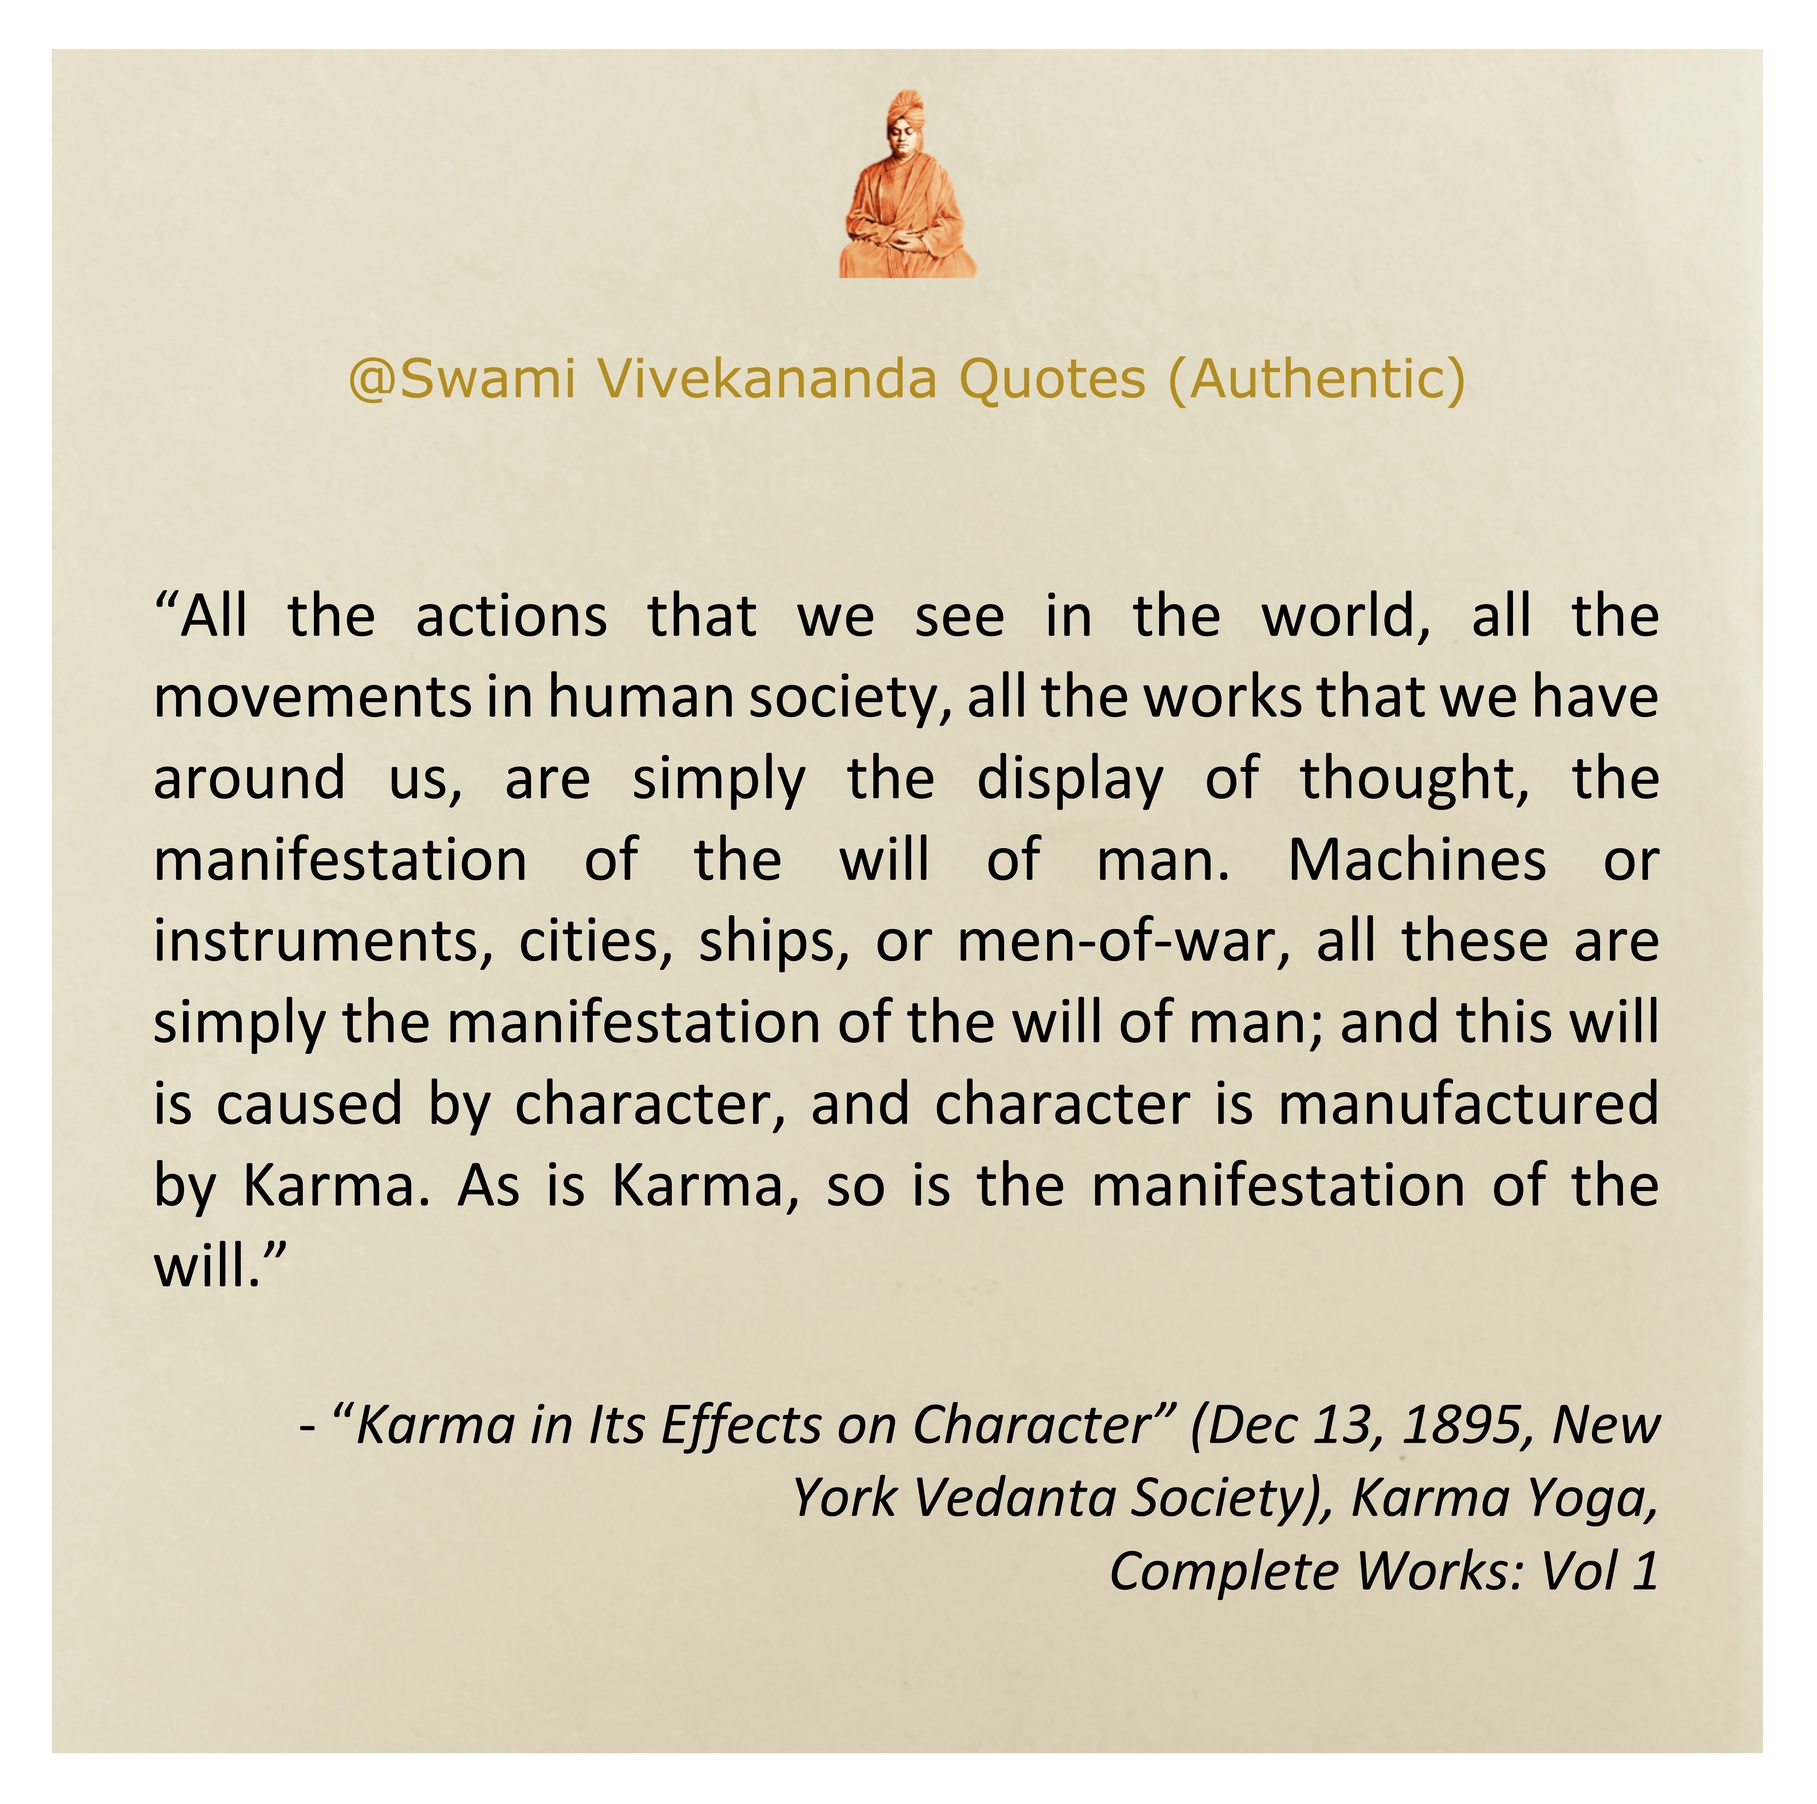 @Swami Vivekananda Quotes (Authentic)
“All the actions that we see in the world, all the
movements in human society, all the works that we have
around us, are simply the display of thought, the
manifestation of the will of man. Machines or
instruments, cities, ships, or men-of-war, all these are
simply the manifestation of the will of man; and this will
is caused by character, and character is manufactured
by Karma. As is Karma, so is the manifestation of the
will.”
- “Karma in Its Effects on Character” (Dec 13, 1895, New
York Vedanta Society), Karma Yoga,
Complete Works: Vol 1